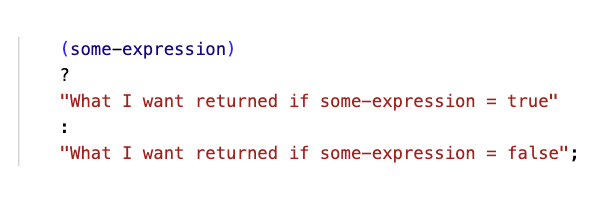 (some-expression)
?
"What I want returned if some-expression = true"
:
"What I want returned if some-expression = false";